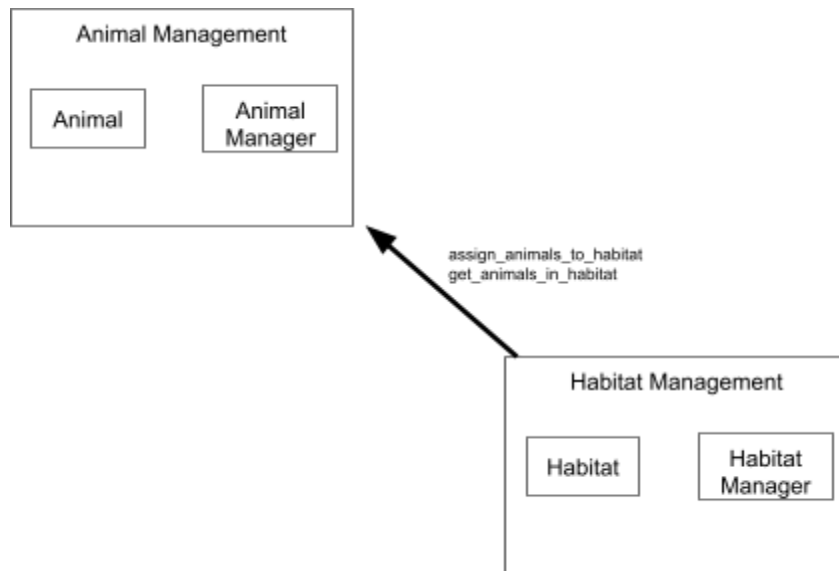 Animal Management
Animal
Animal
Manager
assign_animals_to_habitat
get_animals_in_habitat
Habitat Management
Habitat
Habitat
Manager